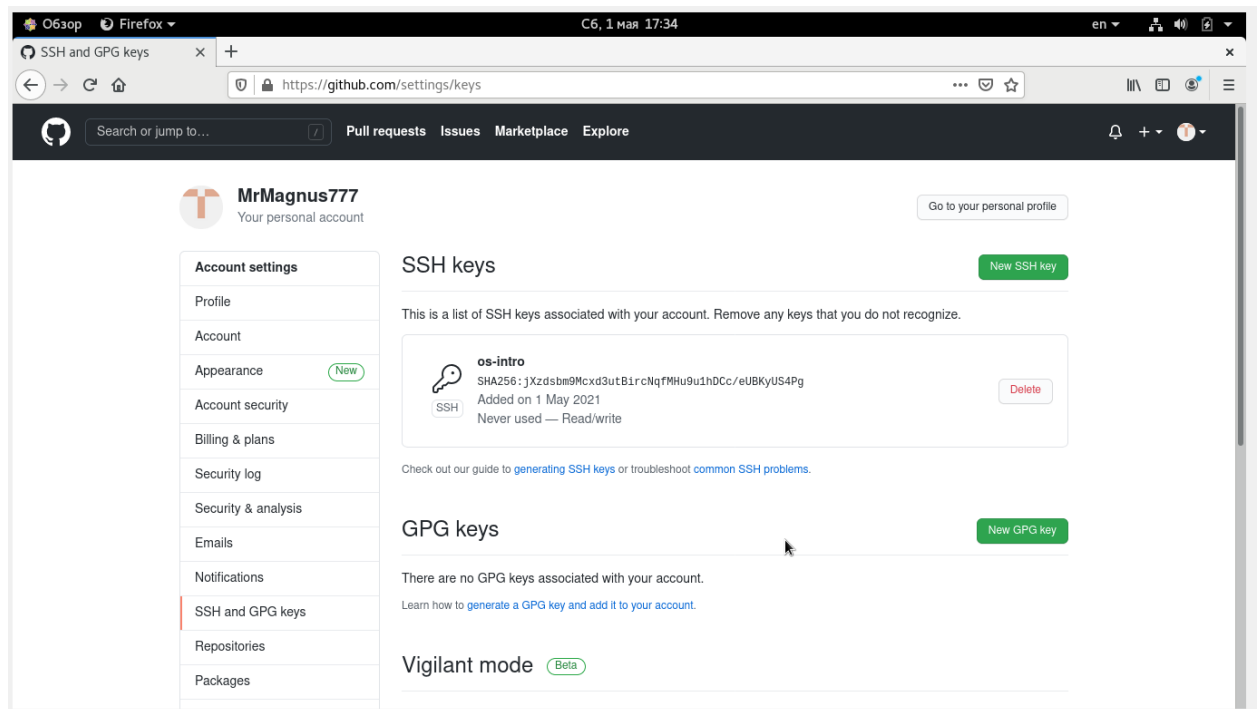 Обзор Firefox Сб, 1 мая 17:34 en
SSH and GPG keys
https://github.com/settings/keys
Search or jump to… / Pull requests Issues Marketplace Explore
MrMagnus777
Your personal account
Go to your personal profile
Account settings
Profile
Account
Appearance New
Account security
Billing & plans
Security log
Security & analysis
Emails
Notifications
SSH and GPG keys
Repositories
Packages
SSH keys New SSH key
This is a list of SSH keys associated with your account. Remove any keys that you do not recognize.
os-intro
SHA256:jXzdsbm9Mcxd3utBircNqfMHu9u1hDCc/eUBKyUS4Pg
SSH
Added on 1 May 2021
Never used — Read/write
Delete
Check out our guide to generating SSH keys or troubleshoot common SSH problems.
GPG keys New GPG key
There are no GPG keys associated with your account.
Learn how to generate a GPG key and add it to your account.
Vigilant mode Beta